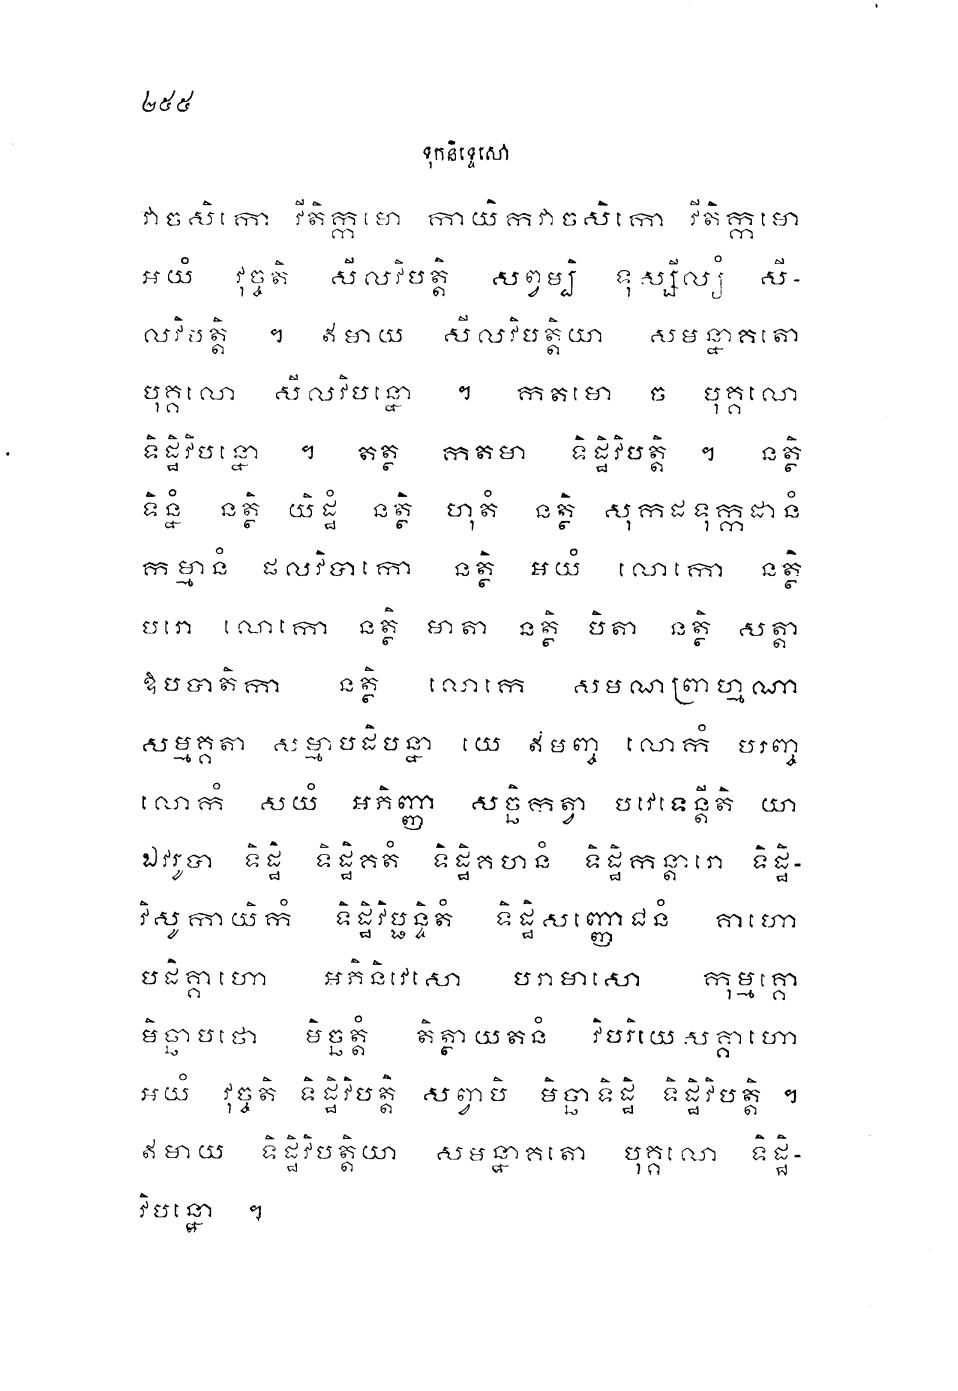 ២៥៥
ទុកនិទ្ទេសៅ
វាចសិកោ វីតិក្កមោ កាយិកវាចសិកោ វីតិក្កមោ
អយំ វុច្ចតិ សីលវិបត្តិ សព្វម្បិ ទុស្សីល្យំ សី-
លវិបត្តិ ។ ឥមាយ សីលវិបត្តិយា សមន្នាគតោ
បុគ្គលោ សីលវិបន្នោ ។ កតមោ ច បុគ្គលោ
ទិដ្ឋិវិបន្នោ ។ តត្ថ កតមា ទិដ្ឋិវិបត្តិ ។ នត្ថិ
ទិន្នំ នត្ថិ យិដ្ឋំ នត្ថិ ហុតំ នត្ថិ សុកដទុក្កដានំ
កម្មានំ ផលវិបាកោ នត្ថិ អយំ លោកោ នត្ថិ
បរោ លោកោ នត្ថិ មាតា នត្ថិ បិតា នត្ថិ សត្តា
ឱបបាតិកា នត្ថិ លោកេ សមណព្រាហ្មណា
សម្មគ្គតា សម្មាបដិបន្នា យេ ឥមញ្ច លោកំ បរញ្ច
លោកំ សយំ អភិញ្ញា សច្ឆិកត្វា បវេទេន្តីតិ យា
ឯវរូបា ទិដ្ឋិ ទិដ្ឋិគតំ ទិដ្ឋិគហនំ ទិដ្ឋិកន្តារោ ទិដ្ឋិ-
វិសូកាយិកំ ទិដ្ឋិវិប្ផន្ទិតំ ទិដ្ឋិសញ្ញោជនំ គាហោ
បដិគ្គាហោ អភិនិវេសោ បរាមាសោ កុម្មគ្គោ
មិច្ឆាបថោ មិច្ឆត្តំ តិត្ថាយតនំ វិបរិយេសគ្គាហោ
អយំ វុច្ចតិ ទិដ្ឋិវិបត្តិ សព្វាបិ មិច្ឆាទិដ្ឋិ ទិដ្ឋិវិបត្តិ ។
ឥមាយ ទិដ្ឋិវិបត្តិយា សមន្នាគតោ បុគ្គលោ ទិដ្ឋិ-
វិបន្នោ ។